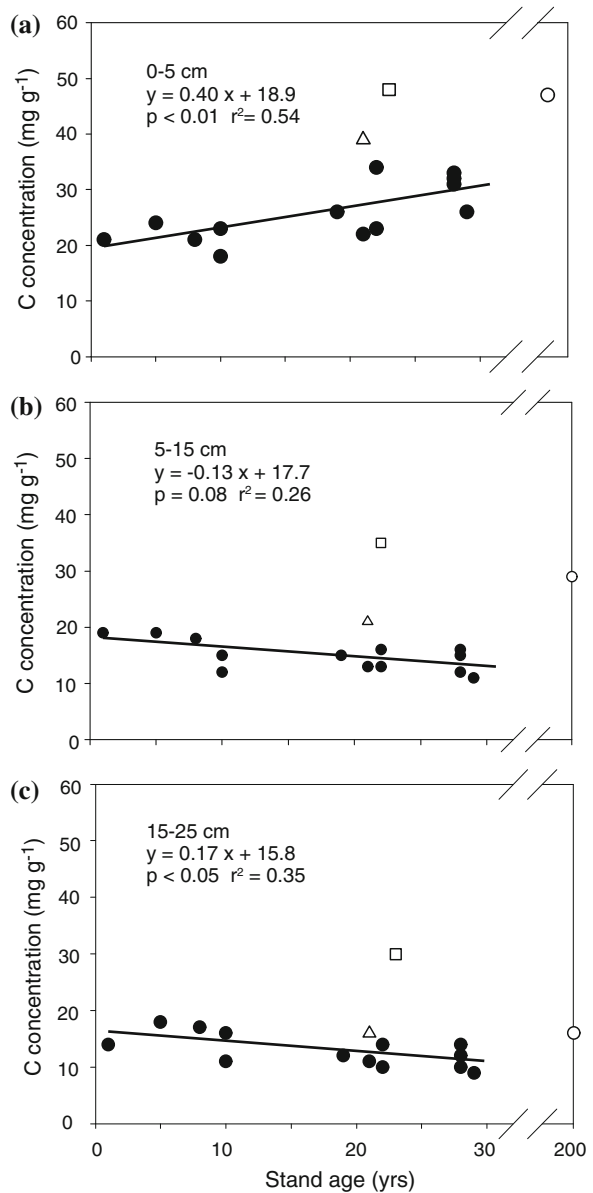 (a)
60
50
40
30
20
10
0
C concentration (mg g⁻¹)
0-5 cm
y = 0.40 x + 18.9
p < 0.01 r²= 0.54
(b)
60
50
40
30
20
10
0
C concentration (mg g⁻¹)
5-15 cm
y = -0.13 x + 17.7
p = 0.08 r² = 0.26
(c)
60
50
40
30
20
10
0
C concentration (mg g⁻¹)
15-25 cm
y = 0.17 x + 15.8
p < 0.05 r² = 0.35
0 10 20 30 200
Stand age (yrs)